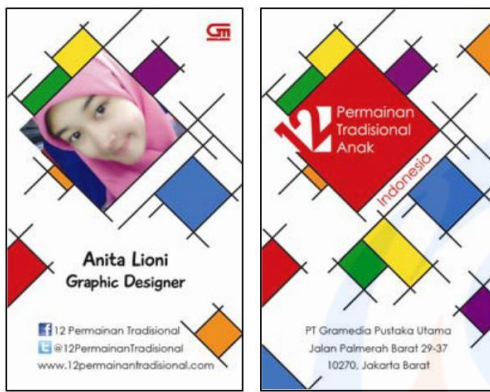 GM
Anita Lioni
Graphic Designer
12 Permainan Tradisional
@12PermainanTradisional
www.12permainantradisional.com
12 Permainan
Tradisional
Anak
Indonesia
PT Gramedia Pustaka Utama
Jalan Palmerah Barat 29-37
10270, Jakarta Barat